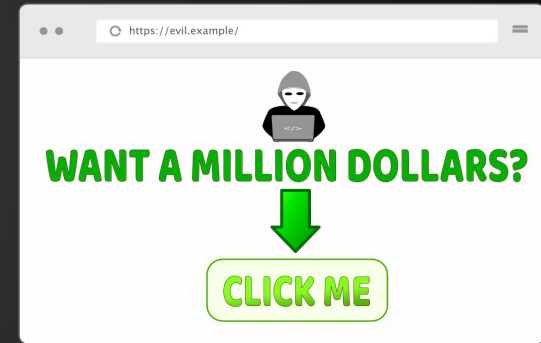 https://evil.example/
</>
WANT A MILLION DOLLARS?
CLICK ME